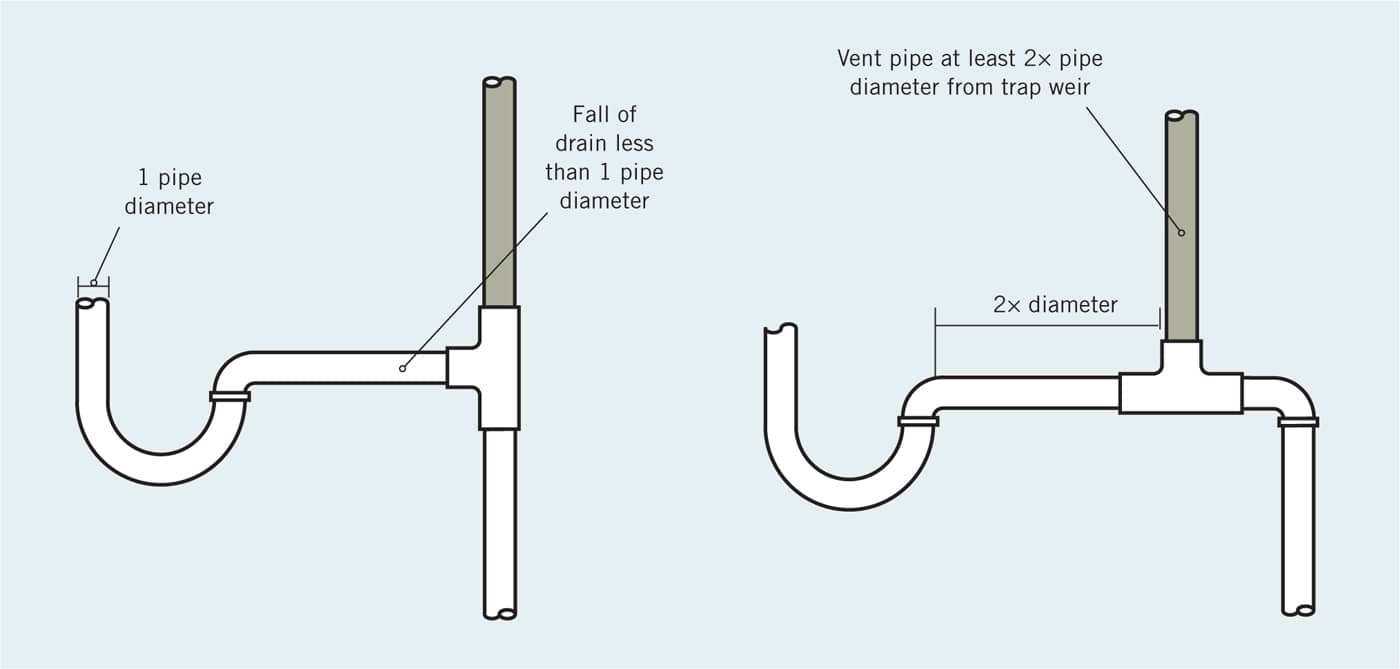 1 pipe
diameter
Fall of
drain less
than 1 pipe
diameter
Vent pipe at least 2× pipe
diameter from trap weir
2× diameter